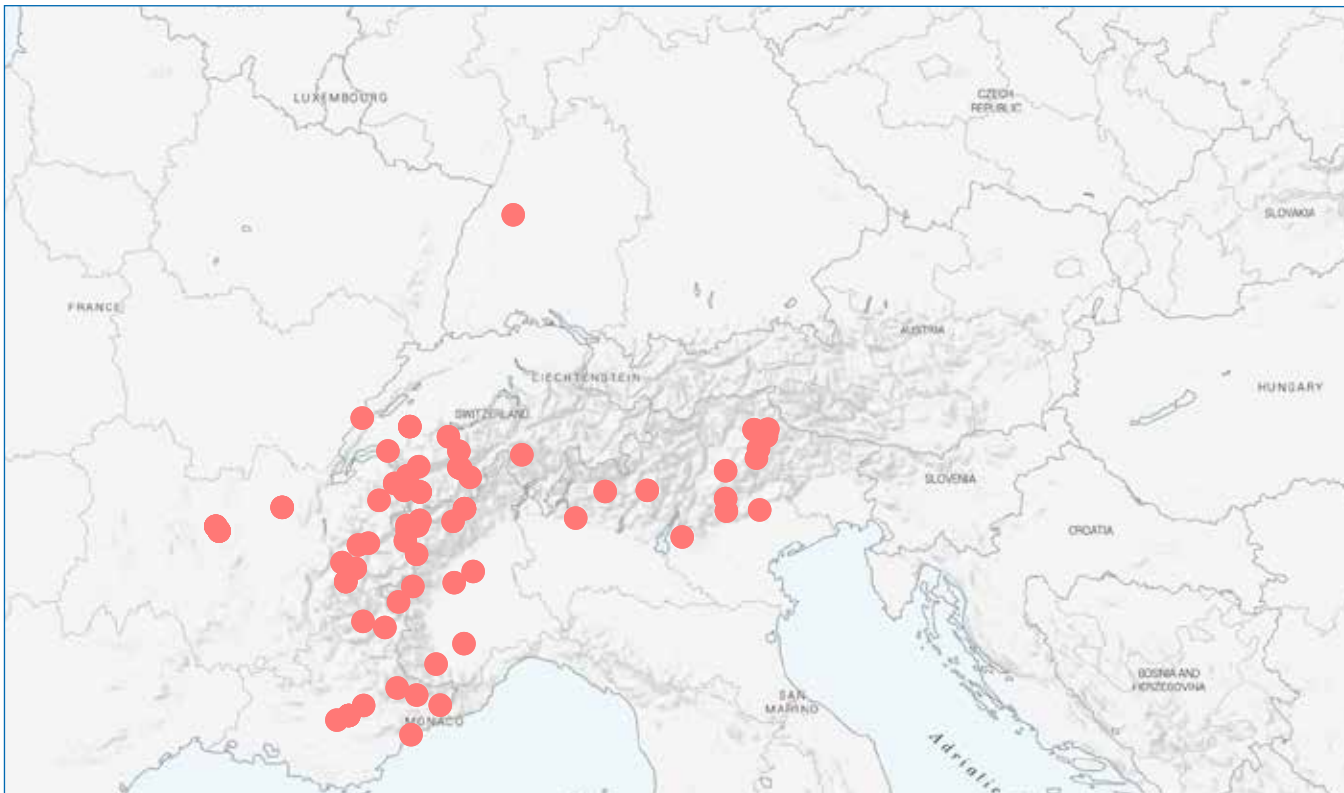 LUXEMBOURG
CZECH
REPUBLIC
SLOVAKIA
FRANCE
AUSTRIA
LIECHTENSTEIN
HUNGARY
SWITZERLAND
SLOVENIA
CROATIA
BOSNIA AND
HERZEGOVINA
SAN
MARINO
MONACO
Adriatic